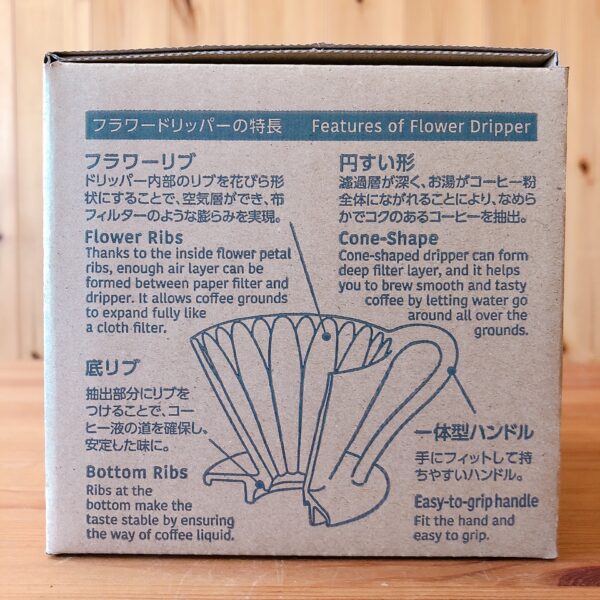 フラワードリッパーの特長 Features of Flower Dripper
フラワーリブ
ドリッパー内部のリブを花びら形
状にすることで、空気層ができ、布
フィルターのような膨らみを実現。
Flower Ribs
Thanks to the inside flower petal
ribs, enough air layer can be
formed between paper filter and
dripper. It allows coffee grounds
to expand fully like
a cloth filter.
円すい形
濾過層が深く、お湯がコーヒー粉
全体にながれることにより、なめら
かでコクのあるコーヒーを抽出。
Cone-Shape
Cone-shaped dripper can form
deep filter layer, and it helps
you to brew smooth and tasty
coffee by letting water go
around all over the
grounds.
底リブ
抽出部分にリブを
つけることで、コー
ヒー液の道を確保し、
安定した味に。
Bottom Ribs
Ribs at the
bottom make the
taste stable by ensuring
the way of coffee liquid.
一体型ハンドル
手にフィットして持
ちやすいハンドル。
Easy-to-grip handle
Fit the hand and
easy to grip.